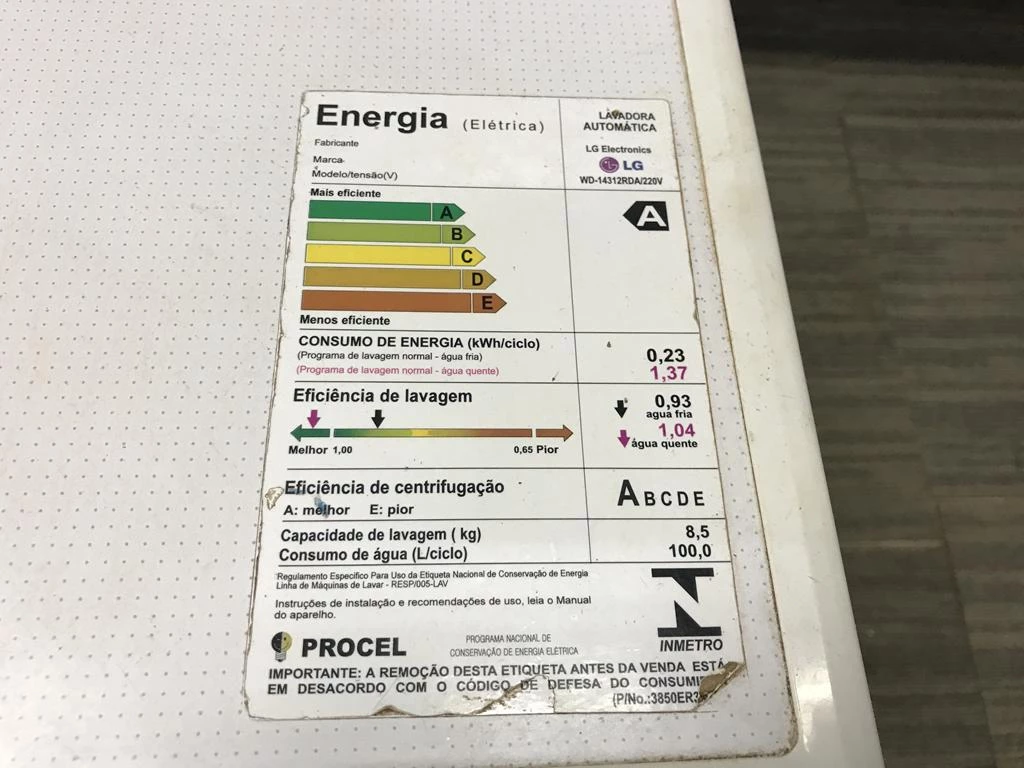 Energia (Elétrica)
LAVADORA
AUTOMÁTICA
Fabricante
LG Electronics
Marca
LG
Modelo/tensão(V)
WD-14312RDA/220V
Mais eficiente
A
A
B
C
D
E
Menos eficiente
CONSUMO DE ENERGIA (kWh/ciclo)
(Programa de lavagem normal - água fria) 0,23
(Programa de lavagem normal - água quente) 1,37
Eficiência de lavagem
0,93
agua fria
1,04
água quente
Melhor 1,00 0,65 Pior
Eficiência de centrifugação
A: melhor E: pior
A B C D E
Capacidade de lavagem ( kg) 8,5
Consumo de água (L/ciclo) 100,0
Regulamento Especifico Para Uso da Etiqueta Nacional de Conservação de Energia
Linha de Máquinas de Lavar - RESP/005-LAV
Instruções de instalação e recomendações de uso, leia o Manual
do aparelho.
PROCEL
PROGRAMA NACIONAL DE
CONSERVAÇÃO DE ENERGIA ELÉTRICA
INMETRO
IMPORTANTE: A REMOÇÃO DESTA ETIQUETA ANTES DA VENDA ESTÁ
EM DESACORDO COM O CÓDIGO DE DEFESA DO
(P/No.:3850ER3